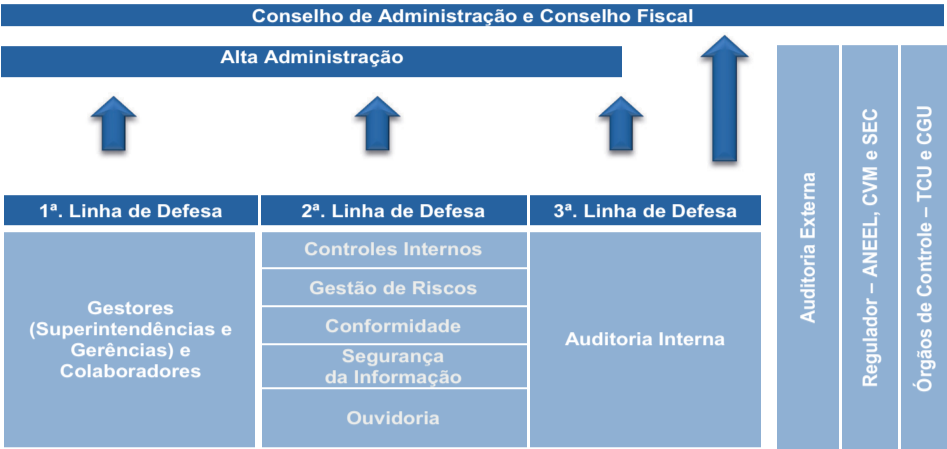 Conselho de Administração e Conselho Fiscal
Alta Administração
1ª. Linha de Defesa
2ª. Linha de Defesa
3ª. Linha de Defesa
Gestores
(Superintendências e
Gerências) e
Colaboradores
Controles Internos
Gestão de Riscos
Conformidade
Segurança
da Informação
Ouvidoria
Auditoria Interna
Auditoria Externa
Regulador – ANEEL, CVM e SEC
Órgãos de Controle – TCU e CGU